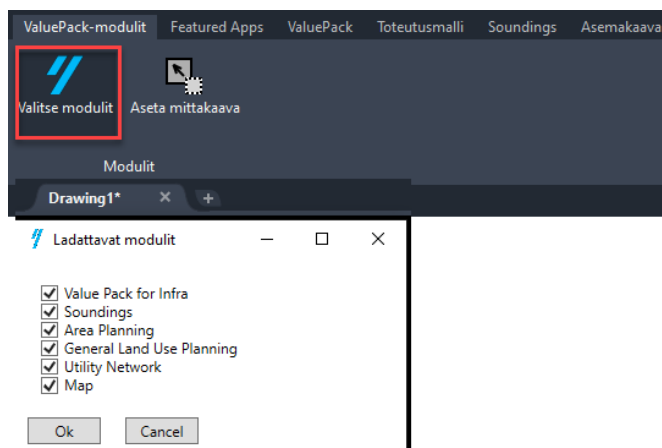 ValuePack-modulit Featured Apps ValuePack Toteutusmalli Soundings Asemakaava
Valitse modulit Aseta mittakaava
Modulit
Drawing1*
Ladattavat modulit
Value Pack for Infra
Soundings
Area Planning
General Land Use Planning
Utility Network
Map
Ok Cancel